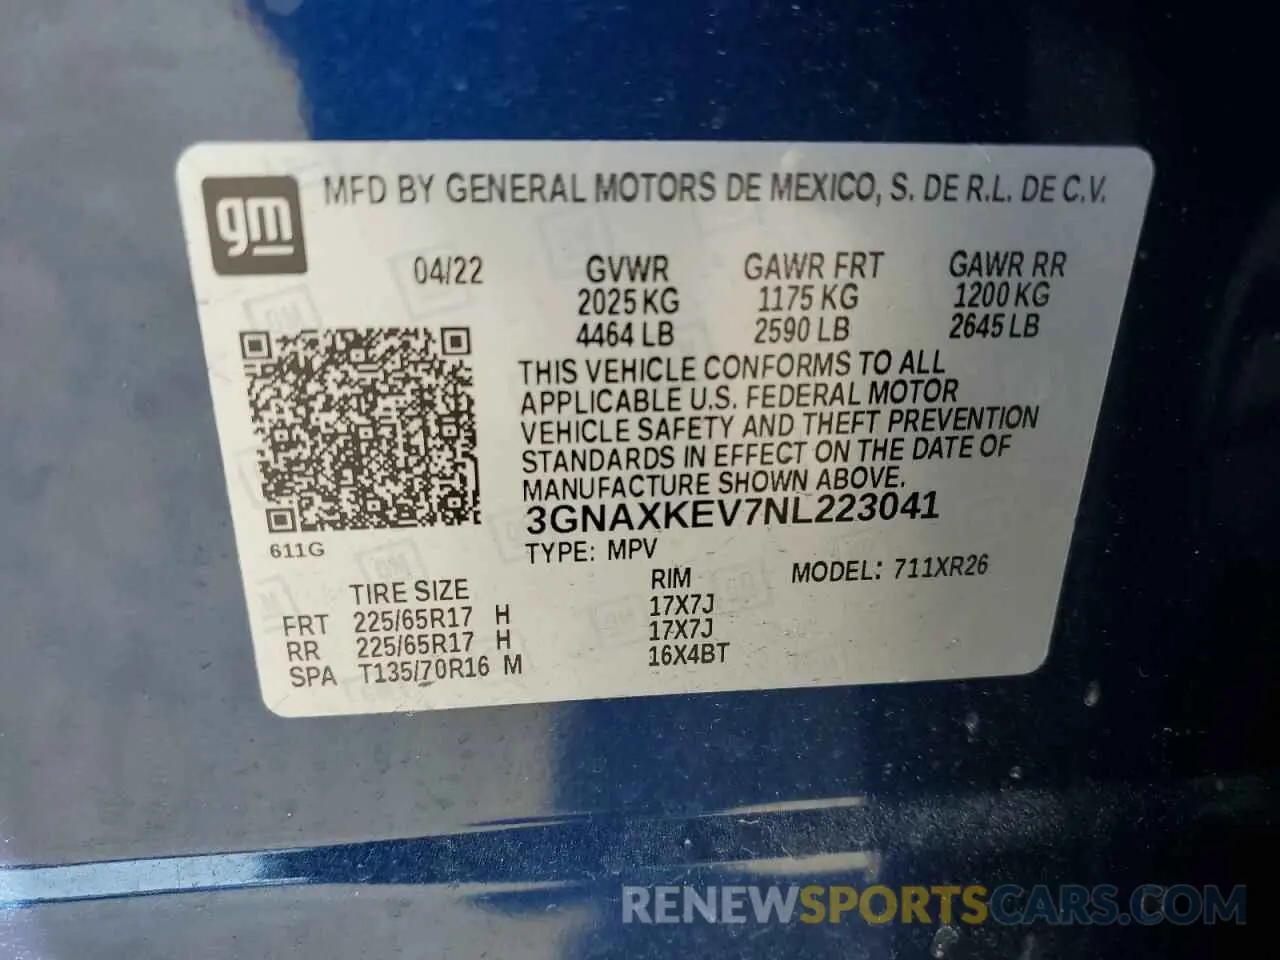 gm MFD BY GENERAL MOTORS DE MEXICO, S. DE R.L. DE C.V.
04/22 GVWR GAWR FRT GAWR RR
2025 KG 1175 KG 1200 KG
4464 LB 2590 LB 2645 LB
THIS VEHICLE CONFORMS TO ALL
APPLICABLE U.S. FEDERAL MOTOR
VEHICLE SAFETY AND THEFT PREVENTION
STANDARDS IN EFFECT ON THE DATE OF
MANUFACTURE SHOWN ABOVE.
3GNAXKEV7NL223041
611G
TYPE: MPV
MODEL: 711XR26
TIRE SIZE RIM
FRT 225/65R17 H 17X7J
RR 225/65R17 H 17X7J
SPA T135/70R16 M 16X4BT
RENEWSPORTSCARS.COM